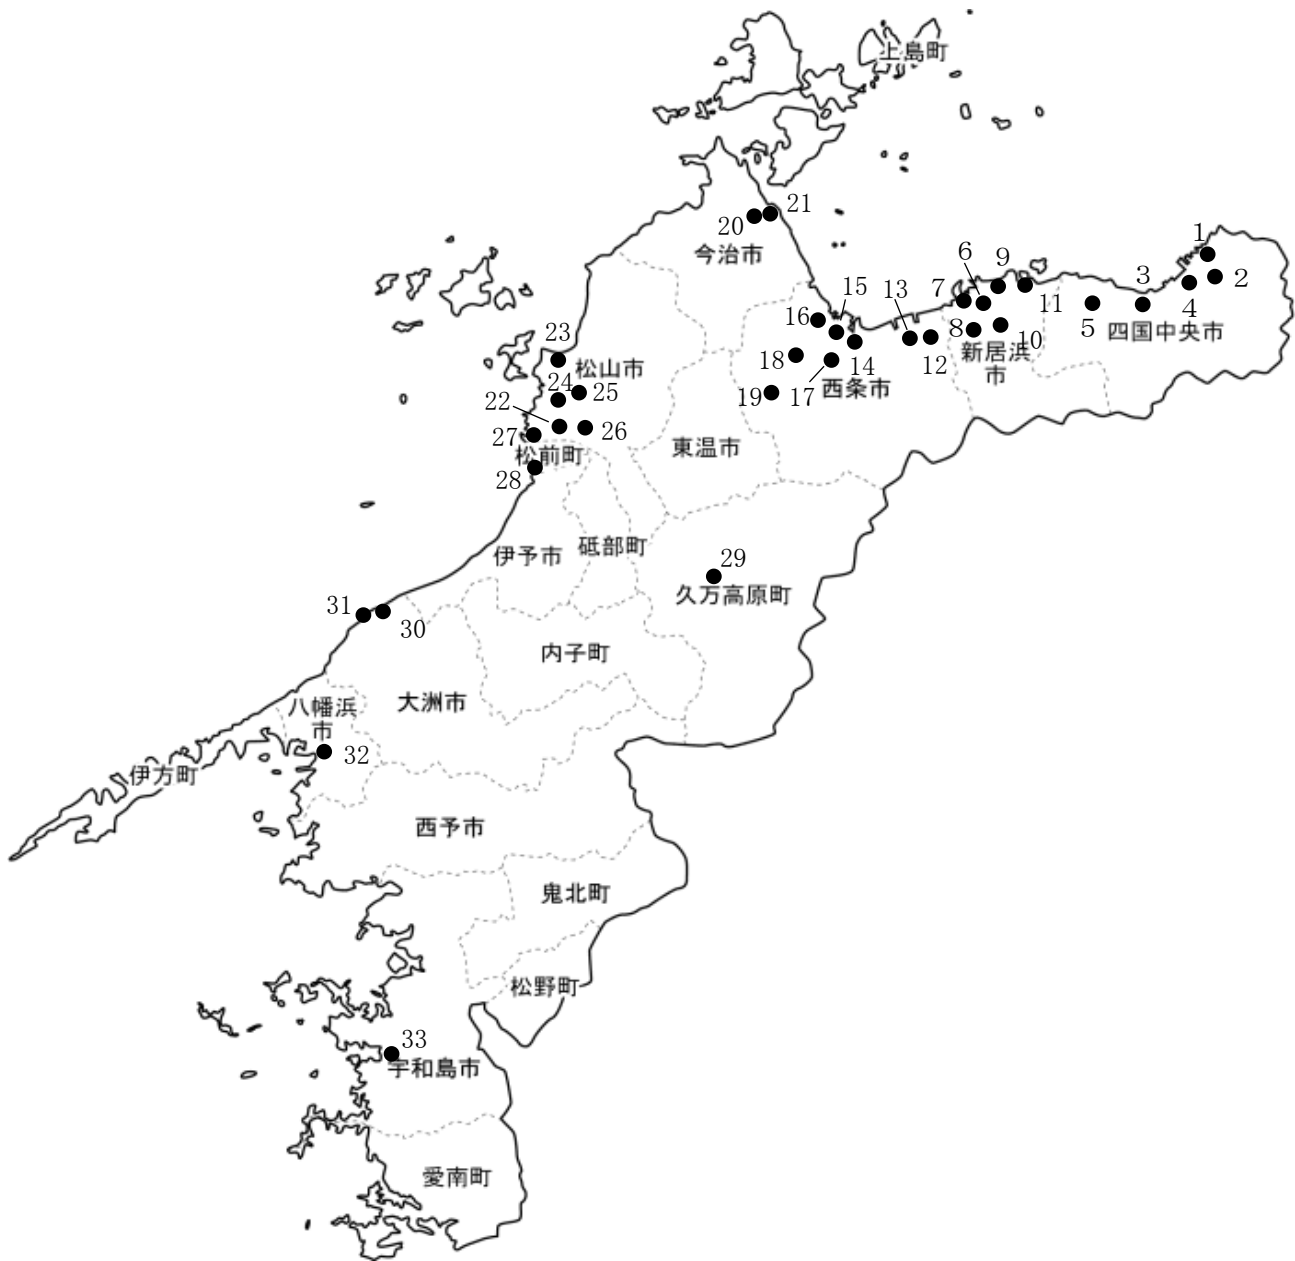 上島町
21
20
今治市
1
2
3
4
5
6
7
8
9
10
11
四国中央市
新居浜
市
12
13
14
15
16
17
18
19
西条市
23
松山市
24
25
22
26
27
松前町
28
東温市
伊予市
砥部町
29
久万高原町
31
30
内子町
大洲市
八幡浜
市
32
伊方町
西予市
鬼北町
松野町
33
宇和島市
愛南町